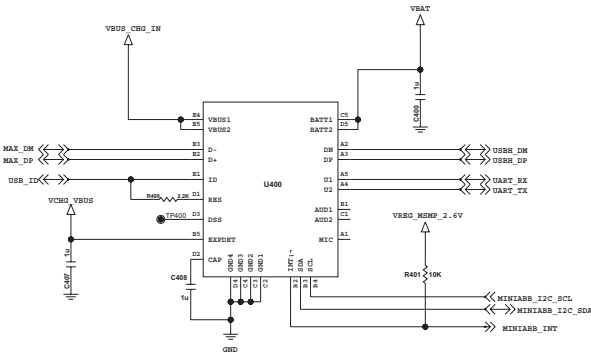 VBAT
VBUS_CHG_IN
1u
C400
E4 VBUS1 BATT1 C5
E5 VBUS2 BATT2 D5
MAX_DM E3 D- DN A2 USBH_DM
MAX_DP E2 D+ DP A3 USBH_DP
USB_ID E1 ID U1 A5 UART_RX
U400
U2 A4 UART_TX
R400 2.2K D1 RES
VCHG_VBUS
AUD1 B1
TP400 D3 DSS AUD2 C1
VREG_MSMP_2.6V
B5 EXPDET MIC A1
1u
C407
D2 CAP
GND4 GND3 GND2 GND1 INT SDA SCL
D4 C4 C3 C2 B2 B3 B4
R401 10K
C408
1u
MINIABB_I2C_SCL
MINIABB_I2C_SDA
MINIABB_INT
GND